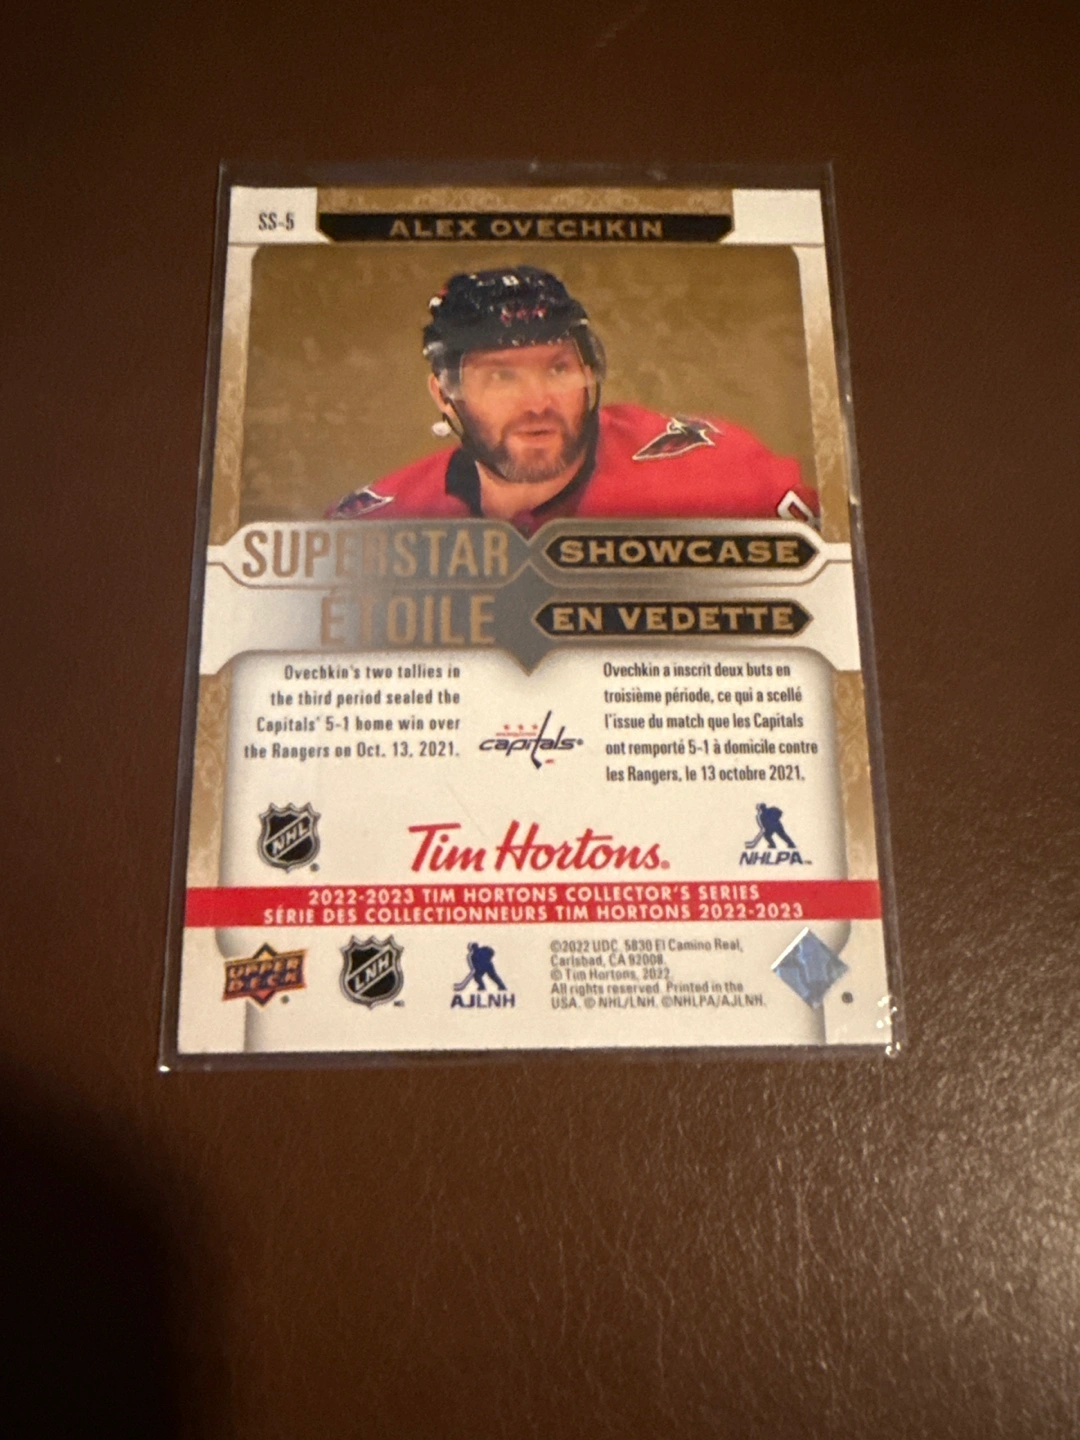 SS-5
ALEX OVECHKIN
SUPERSTAR SHOWCASE
ÉTOILE EN VEDETTE
Ovechkin's two tallies in
the third period sealed the
Capitals' 5-1 home win over
the Rangers on Oct. 13, 2021.
capitals
Ovechkin a inscrit deux buts en
troisième période, ce qui a scellé
l'issue du match que les Capitals
ont remporté 5-1 à domicile contre
les Rangers, le 13 octobre 2021.
NHL
Tim Hortons®
NHLPA™
2022-2023 TIM HORTONS COLLECTOR'S SERIES
SÉRIE DES COLLECTIONNEURS TIM HORTONS 2022-2023
UPPER DECK
LNH
AJLNH
©2022 UDC, 5830 El Camino Real,
Carlsbad, CA 92008.
© Tim Hortons, 2022.
All rights reserved. Printed in the
USA. © NHL/LNH. ©NHLPA/AJLNH.